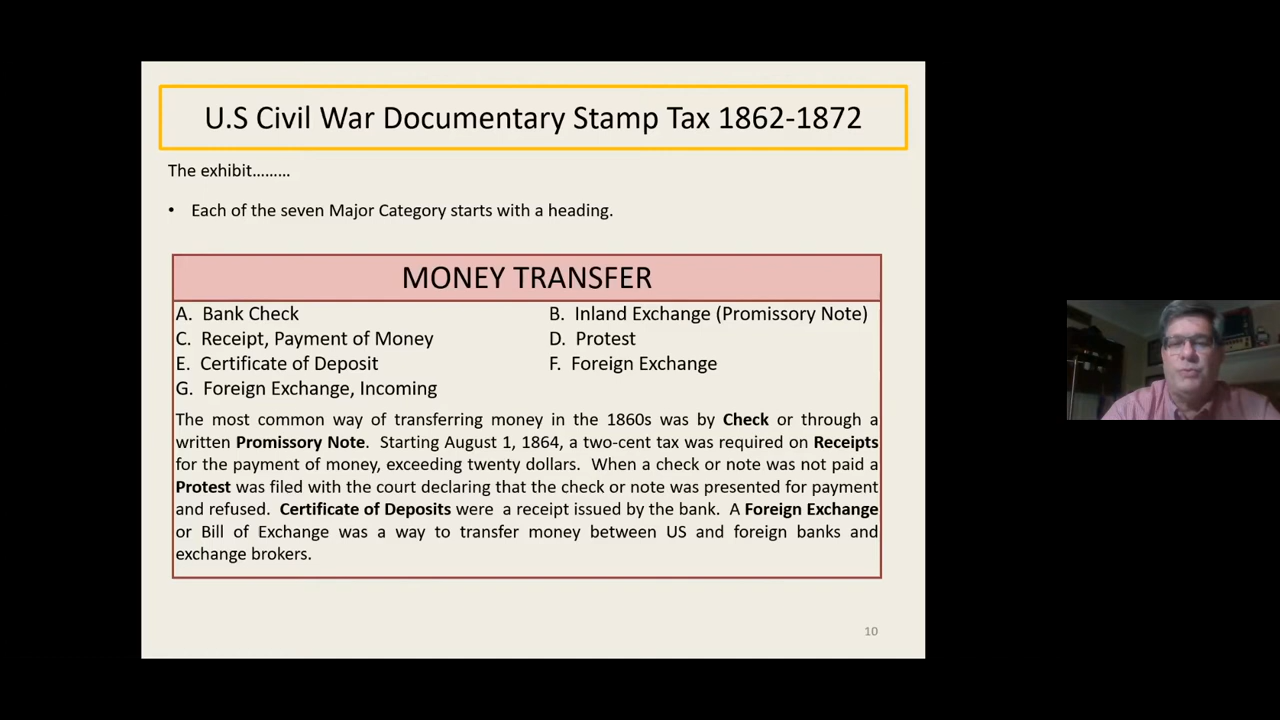 U.S Civil War Documentary Stamp Tax 1862-1872
The exhibit.........
• Each of the seven Major Category starts with a heading.
MONEY TRANSFER
A. Bank Check
B. Inland Exchange (Promissory Note)
C. Receipt, Payment of Money
D. Protest
E. Certificate of Deposit
F. Foreign Exchange
G. Foreign Exchange, Incoming
The most common way of transferring money in the 1860s was by Check or through a
written Promissory Note. Starting August 1, 1864, a two-cent tax was required on Receipts
for the payment of money, exceeding twenty dollars. When a check or note was not paid a
Protest was filed with the court declaring that the check or note was presented for payment
and refused. Certificate of Deposits were a receipt issued by the bank. A Foreign Exchange
or Bill of Exchange was a way to transfer money between US and foreign banks and
exchange brokers.
10